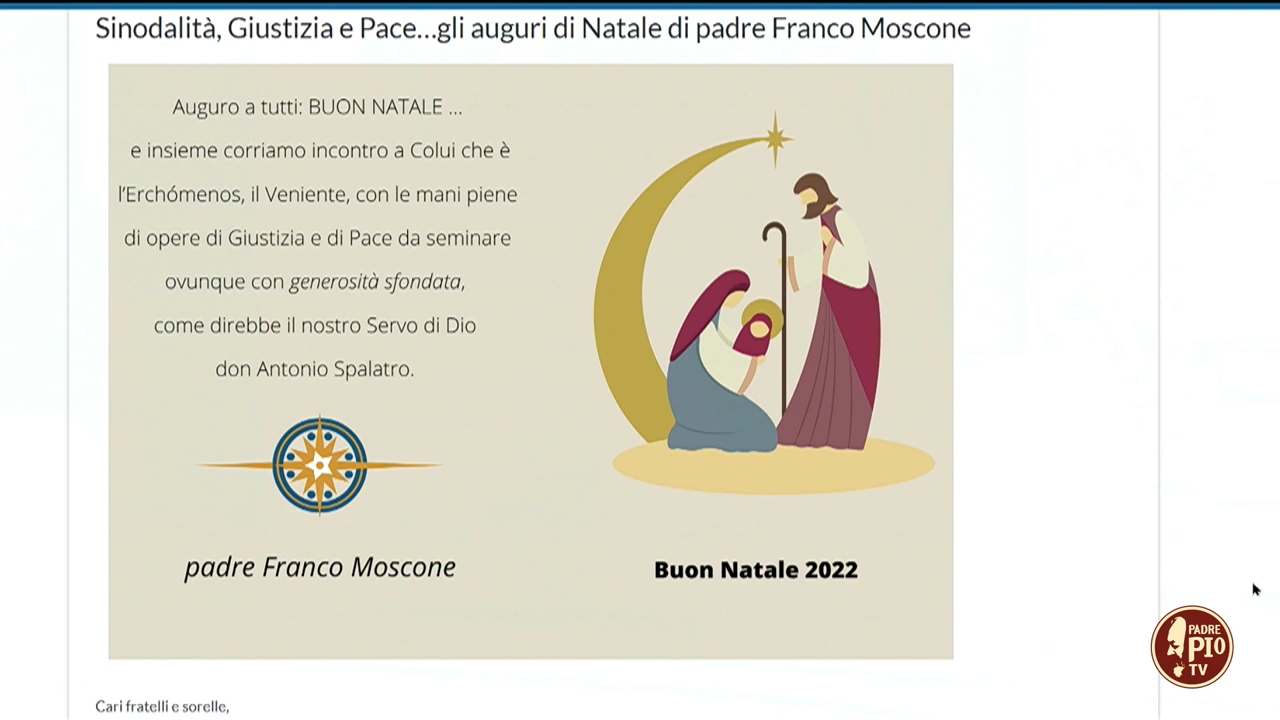 Sinodalità, Giustizia e Pace...gli auguri di Natale di padre Franco Moscone
Auguro a tutti: BUON NATALE ...
e insieme corriamo incontro a Colui che è
l'Erchómenos, il Veniente, con le mani piene
di opere di Giustizia e di Pace da seminare
ovunque con generosità sfondata,
come direbbe il nostro Servo di Dio
don Antonio Spalatro.
padre Franco Moscone
Buon Natale 2022
PADRE
PIO
TV
Cari fratelli e sorelle,